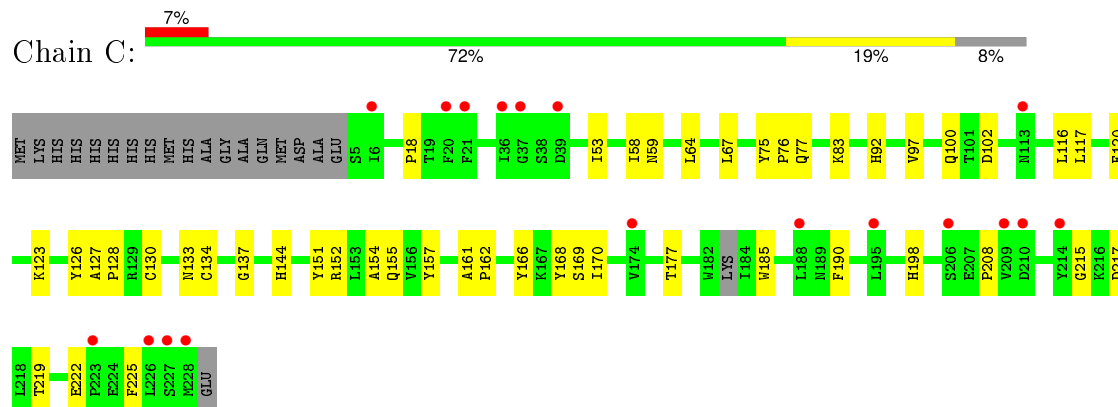 7%
Chain C:
72% 19% 8%
MET LYS HIS HIS HIS HIS HIS HIS HIS MET HIS ALA GLY ALA GLN MET ASP ALA GLU S5 I6 P18 T19 F20 F21 I36 G37 S38 D39 I53 I58 N59 L64 L67 Y75 P76 Q77 K83 H92 V97 Q100 T101 D102 N113 L116 L117
K123 Y126 A127 P128 R129 C130 N133 C134 G137 H144 Y151 R152 L153 A154 Q155 V156 Y157 A161 P162 Y166 K167 Y168 S169 I170 V174 T177 W182 LYS I184 W185 L188 N189 F190 L195 H198 S206 E207 P208 V209 D210 Y214 G215 K216
L218 T219 E222 P223 E224 F225 L226 S227 M228 GLU